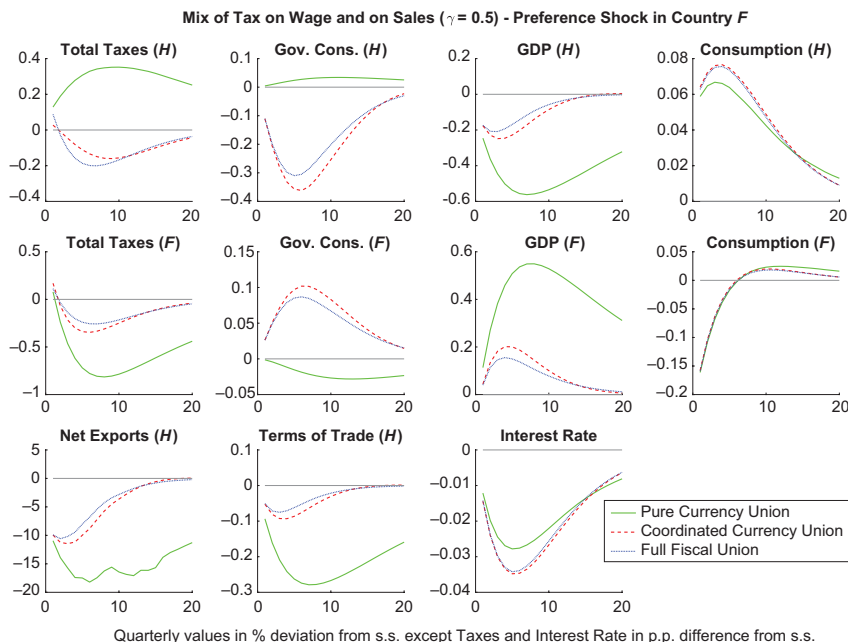 Mix of Tax on Wage and on Sales (γ = 0.5) - Preference Shock in Country F
Total Taxes (H) Gov. Cons. (H) GDP (H) Consumption (H)
0.4 0.1 0.2 0.08
0.2 0 0 0.06
0 −0.1 −0.2 0.04
−0.2 −0.2 −0.4 0.02
−0.4 −0.3 −0.6 0
−0.4
0 10 20 0 10 20 0 10 20 0 10 20
Total Taxes (F) Gov. Cons. (F) GDP (F) Consumption (F)
0.5 0.15 0.6 0.05
0 0.1 0.4 0
−0.5 0.05 0.2 −0.05
−1 0 0 −0.1
−0.05 −0.15
−0.2
0 10 20 0 10 20 0 10 20 0 10 20
Net Exports (H) Terms of Trade (H) Interest Rate
5 0.1 0
0 0 −0.01
−5 −0.1 −0.02
−10 −0.2 −0.03
−15 −0.3 −0.04
−20
0 10 20 0 10 20 0 10 20
Pure Currency Union
Coordinated Currency Union
Full Fiscal Union
Quarterly values in % deviation from s.s. except Taxes and Interest Rate in p.p. difference from s.s.